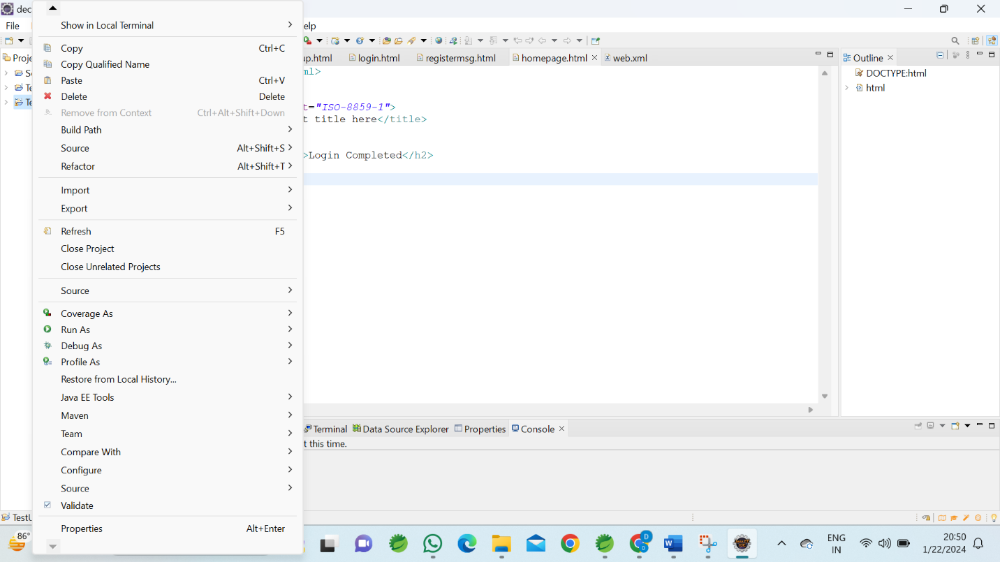 dec
File
elp
Show in Local Terminal
Copy Ctrl+C
Copy Qualified Name
Paste Ctrl+V
Delete Delete
Remove from Context Ctrl+Alt+Shift+Down
Build Path
Source Alt+Shift+S
Refactor Alt+Shift+T
Import
Export
Refresh F5
Close Project
Close Unrelated Projects
Source
Coverage As
Run As
Debug As
Profile As
Restore from Local History...
Java EE Tools
Maven
Team
Compare With
Configure
Source
Validate
Properties Alt+Enter
Proje
Se
Te
Te
up.html login.html registermsg.html homepage.html web.xml
ml>
t="ISO-8859-1">
t title here</title>
>Login Completed</h2>
Outline
DOCTYPE:html
html
Terminal Data Source Explorer Properties Console
t this time.
TestU
86°
D
ENG
IN
20:50
1/22/2024